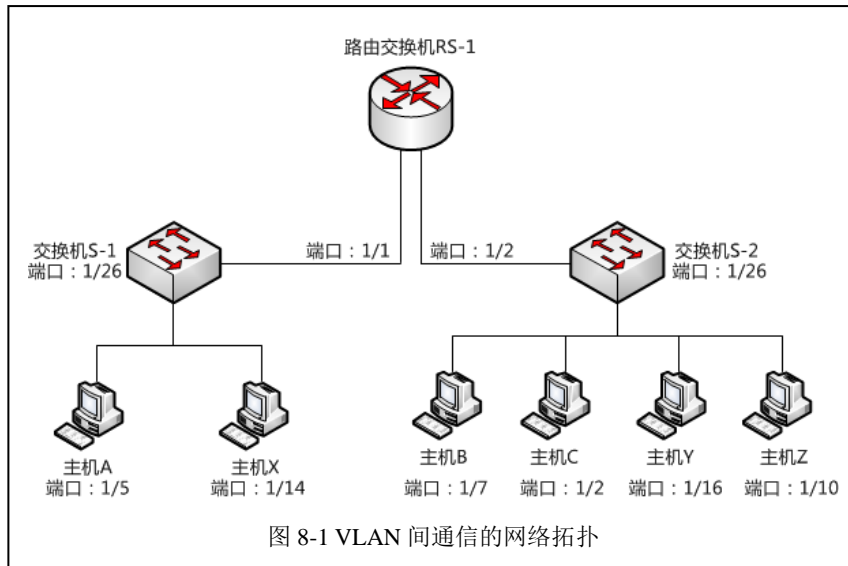 路由交换机RS-1
交换机S-1
端口：1/26
端口：1/1
端口：1/2
交换机S-2
端口：1/26
主机A
端口：1/5
主机X
端口：1/14
主机B
端口：1/7
主机C
端口：1/2
主机Y
端口：1/16
主机Z
端口：1/10
图 8-1 VLAN 间通信的网络拓扑